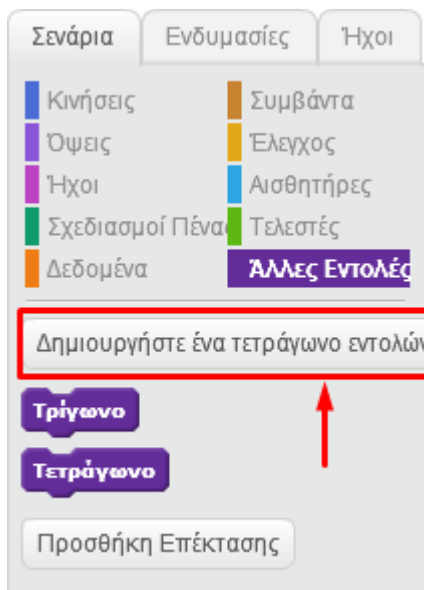 Σενάρια Ενδυμασίες Ήχοι
Κινήσεις Συμβάντα
Όψεις Έλεγχος
Ήχοι Αισθητήρες
Σχεδιασμοί Πένας Τελεστές
Δεδομένα Άλλες Εντολές
Δημιουργήστε ένα τετράγωνο εντολών
Τρίγωνο
Τετράγωνο
Προσθήκη Επέκτασης